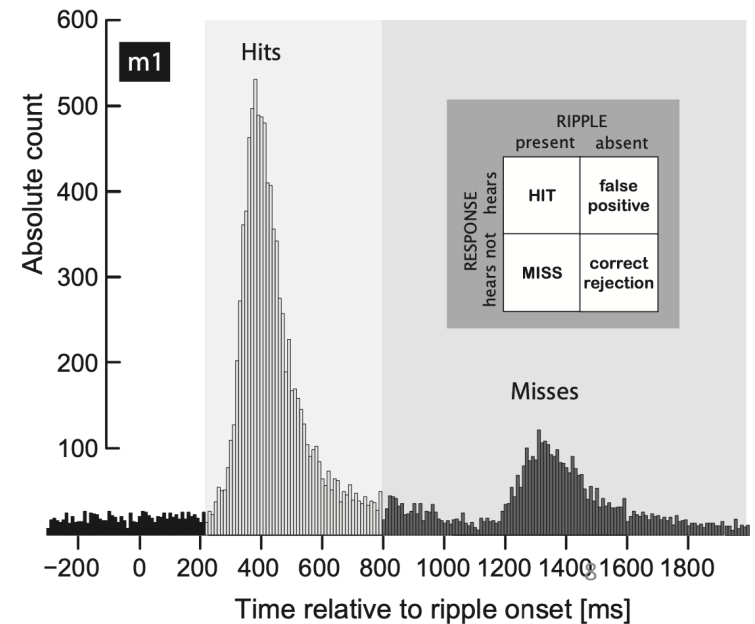 600
m1
Hits
500
400
300
200
100
Absolute count
RIPPLE
present absent
RESPONSE
hears not hears
HIT
false
positive
MISS
correct
rejection
Misses
−200 0 200 400 600 800 1000 1200 1400 1600 1800
8
Time relative to ripple onset [ms]